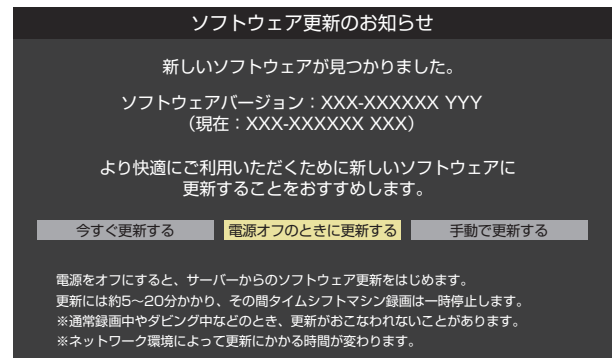 ソフトウェア更新のお知らせ
新しいソフトウェアが見つかりました。
ソフトウェアバージョン：XXX-XXXXXX YYY
（現在：XXX-XXXXXX XXX）
より快適にご利用いただくために新しいソフトウェアに
更新することをおすすめします。
今すぐ更新する 電源オフのときに更新する 手動で更新する
電源をオフにすると、サーバーからのソフトウェア更新をはじめます。
更新には約5～20分かかり、その間タイムシフトマシン録画は一時停止します。
※通常録画中やダビング中などのとき、更新がおこなわれないことがあります。
※ネットワーク環境によって更新にかかる時間が変わります。